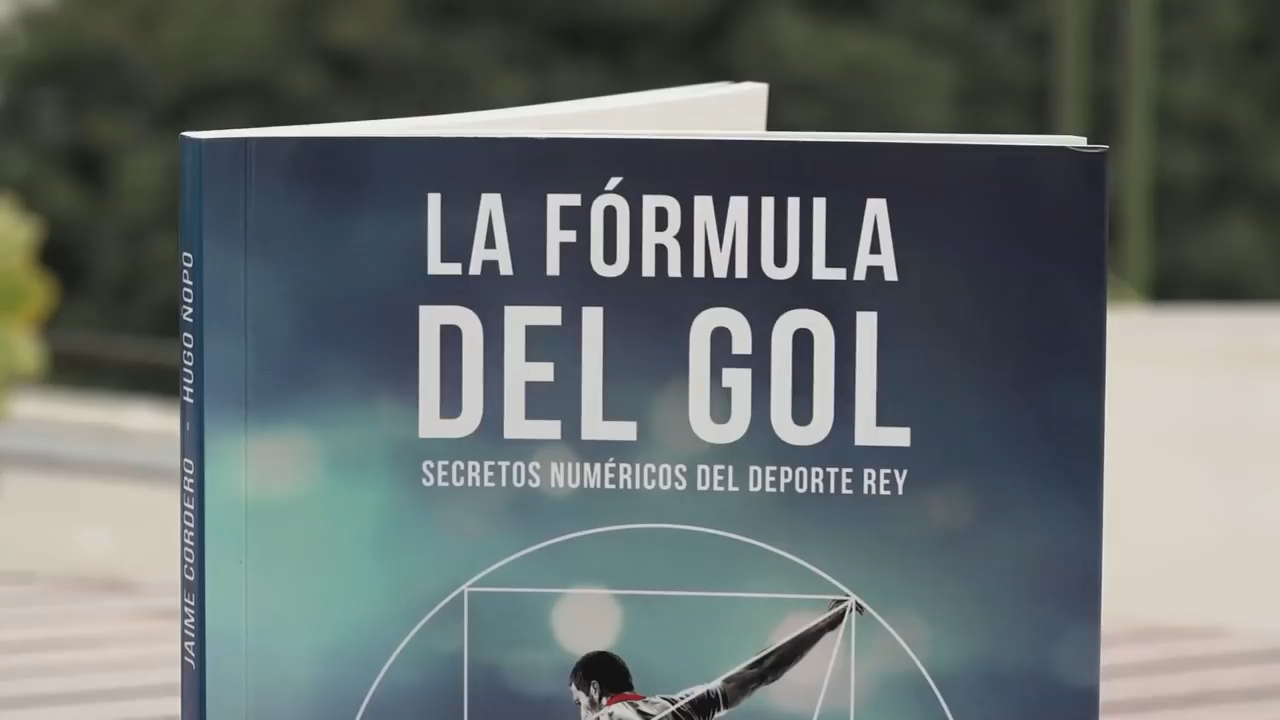 LA FÓRMULA
DEL GOL
SECRETOS NUMÉRICOS DEL DEPORTE REY
JAIME CORDERO - HUGO ÑOPO